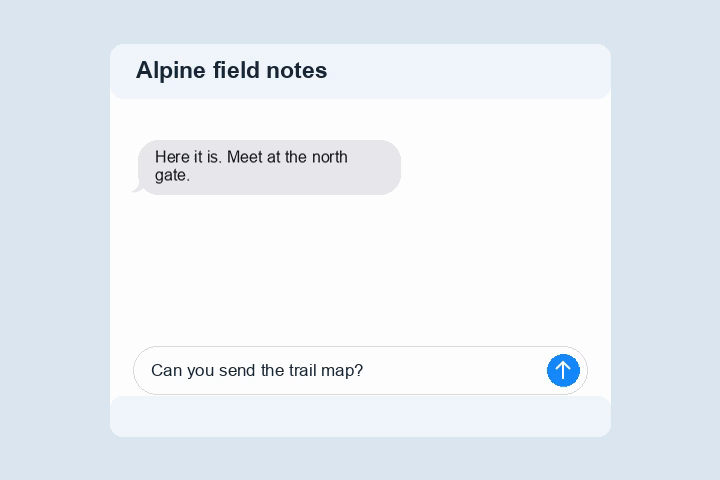 Alpine field notes
Here it is. Meet at the north
gate.
Can you send the trail map?